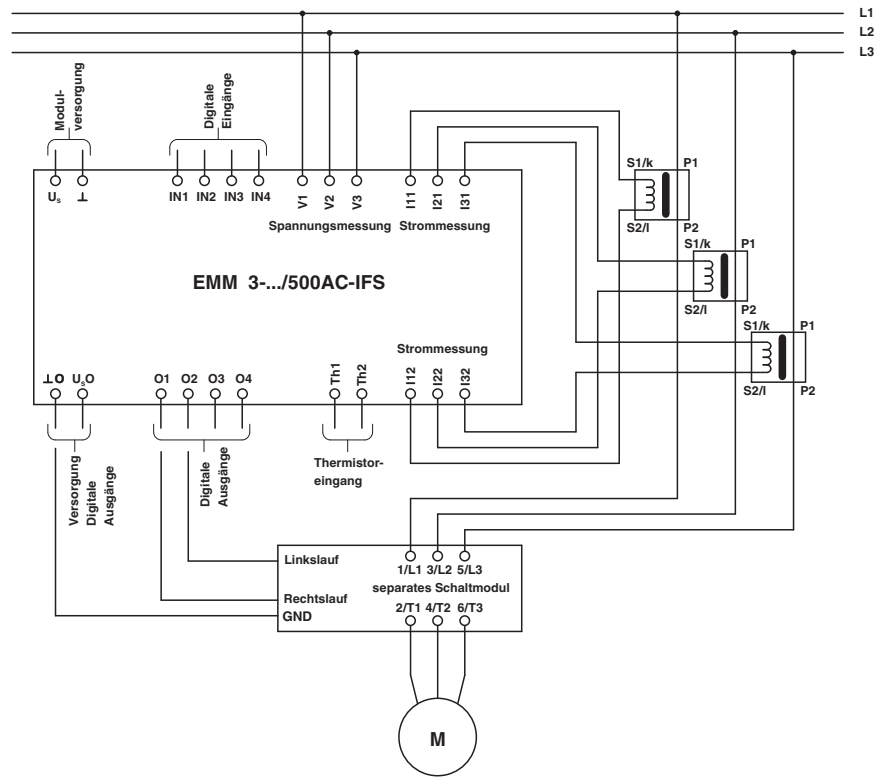 L1
L2
L3
Modul-
versorgung
Digitale
Eingänge
Us ⊥ IN1 IN2 IN3 IN4 V1 V2 V3 I11 I21 I31
Spannungsmessung Strommessung
S1/k P1
S2/l P2
S1/k P1
S2/l P2
S1/k P1
S2/l P2
EMM 3-.../500AC-IFS
Strommessung
⊥O UsO O1 O2 O3 O4 Th1 Th2 I12 I22 I32
Versorgung
Digitale
Ausgänge
Digitale
Ausgänge
Thermistor-
eingang
Linkslauf
1/L1 3/L2 5/L3
separates Schaltmodul
Rechtslauf
2/T1 4/T2 6/T3
GND
M